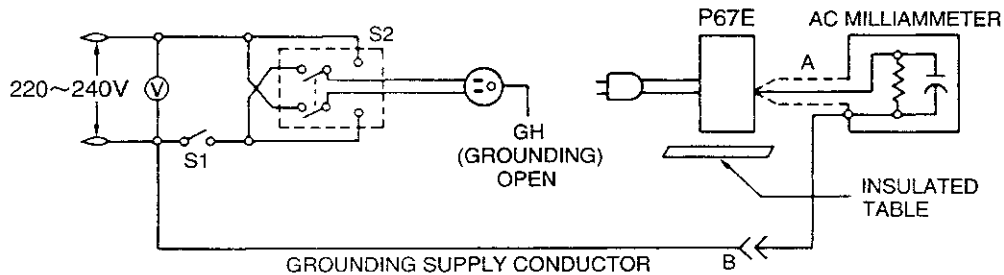 P67E
AC MILLIAMMETER
S2
A
V
220~240V
S1
GH
(GROUNDING)
OPEN
INSULATED
TABLE
GROUNDING SUPPLY CONDUCTOR
B